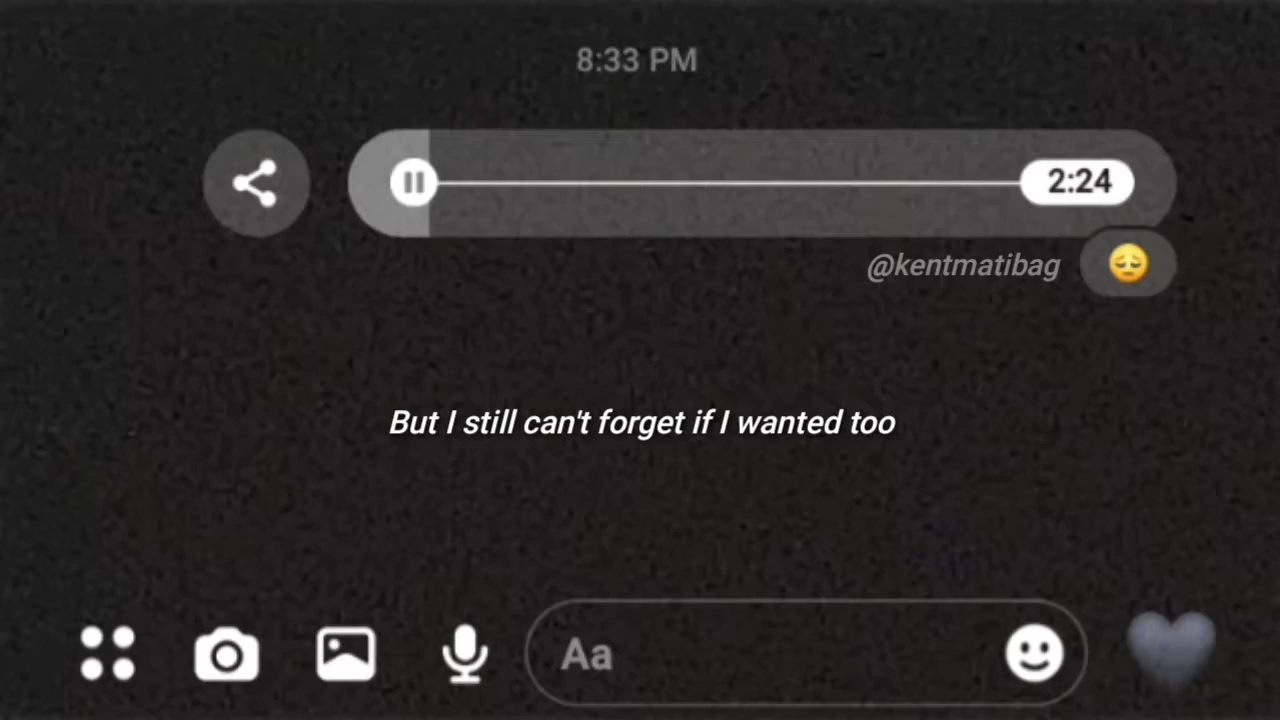 8:33 PM
2:24
@kentmatibag
But I still can't forget if I wanted too
Aa